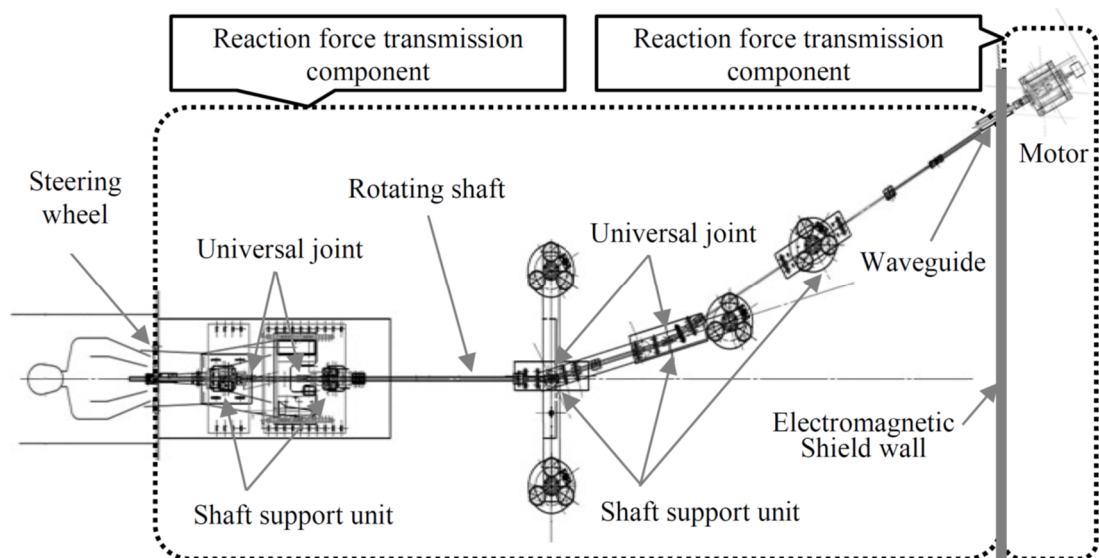 Reaction force transmission
component
Reaction force transmission
component
Motor
Steering
wheel
Rotating shaft
Universal joint
Universal joint
Waveguide
Electromagnetic
Shield wall
Shaft support unit
Shaft support unit